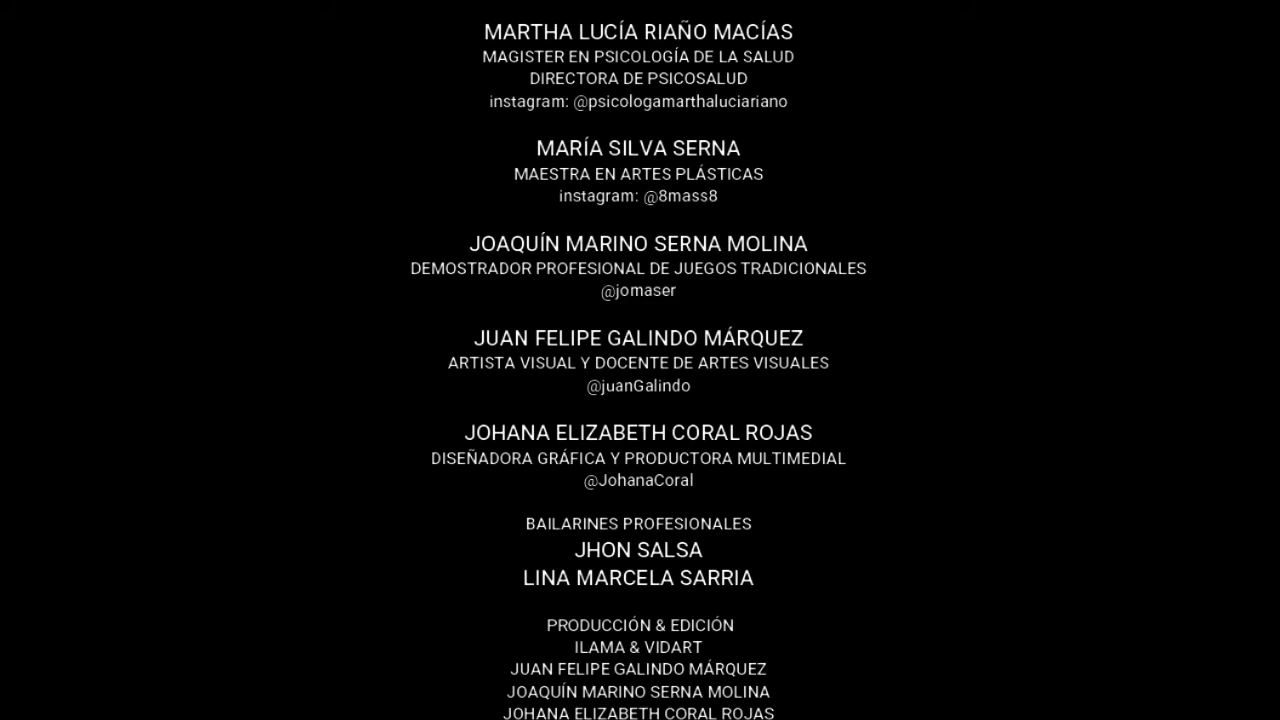 MARTHA LUCÍA RIAÑO MACÍAS
MAGISTER EN PSICOLOGÍA DE LA SALUD
DIRECTORA DE PSICOSALUD
instagram: @psicologamarthaluciariano
MARÍA SILVA SERNA
MAESTRA EN ARTES PLÁSTICAS
instagram: @8mass8
JOAQUÍN MARINO SERNA MOLINA
DEMOSTRADOR PROFESIONAL DE JUEGOS TRADICIONALES
@jomaser
JUAN FELIPE GALINDO MÁRQUEZ
ARTISTA VISUAL Y DOCENTE DE ARTES VISUALES
@juanGalindo
JOHANA ELIZABETH CORAL ROJAS
DISEÑADORA GRÁFICA Y PRODUCTORA MULTIMEDIAL
@JohanaCoral
BAILARINES PROFESIONALES
JHON SALSA
LINA MARCELA SARRIA
PRODUCCIÓN & EDICIÓN
ILAMA & VIDART
JUAN FELIPE GALINDO MÁRQUEZ
JOAQUÍN MARINO SERNA MOLINA
JOHANA ELIZABETH CORAL ROJAS